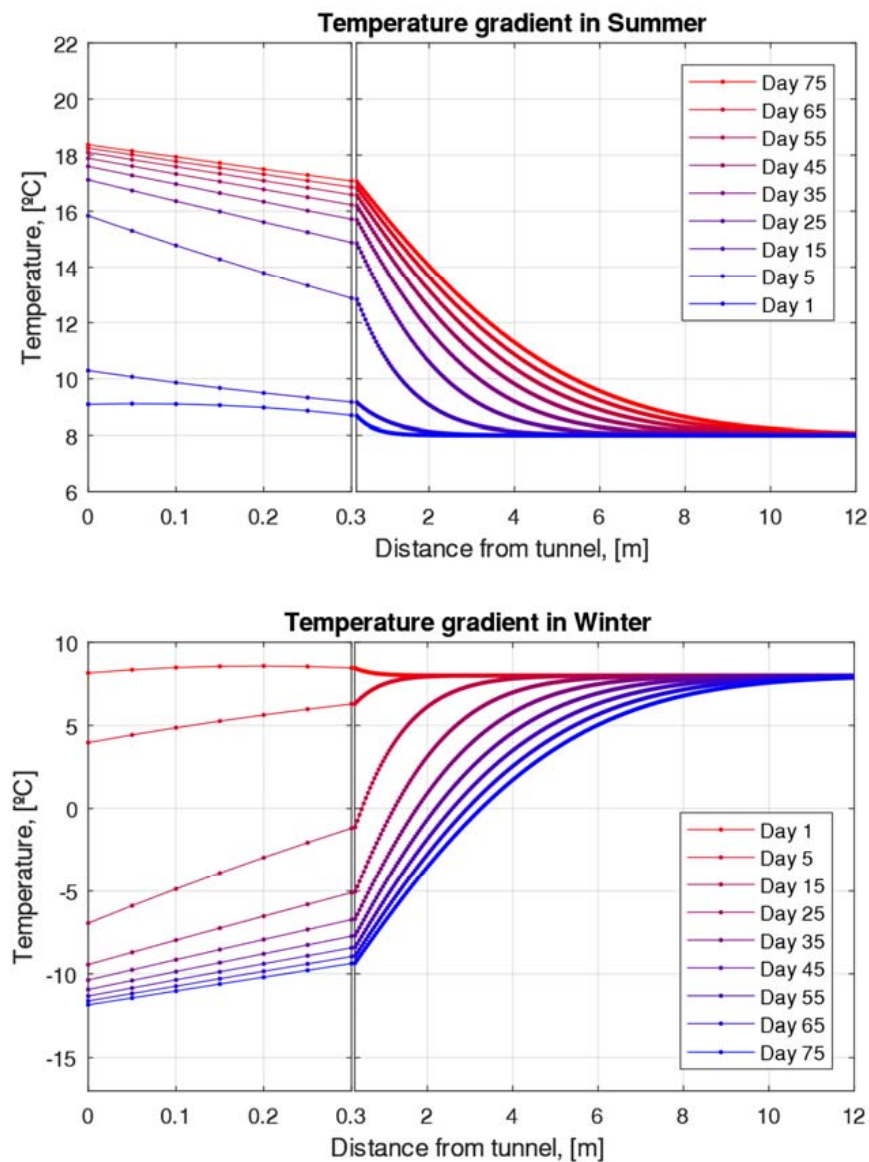 Temperature gradient in Summer
22
20
18
16
14
12
10
8
6
Temperature, [ºC]
Day 75
Day 65
Day 55
Day 45
Day 35
Day 25
Day 15
Day 5
Day 1
0 0.1 0.2 0.3 2 4 6 8 10 12
Distance from tunnel, [m]
Temperature gradient in Winter
10
5
0
-5
-10
-15
Temperature, [ºC]
Day 1
Day 5
Day 15
Day 25
Day 35
Day 45
Day 55
Day 65
Day 75
0 0.1 0.2 0.3 2 4 6 8 10 12
Distance from tunnel, [m]